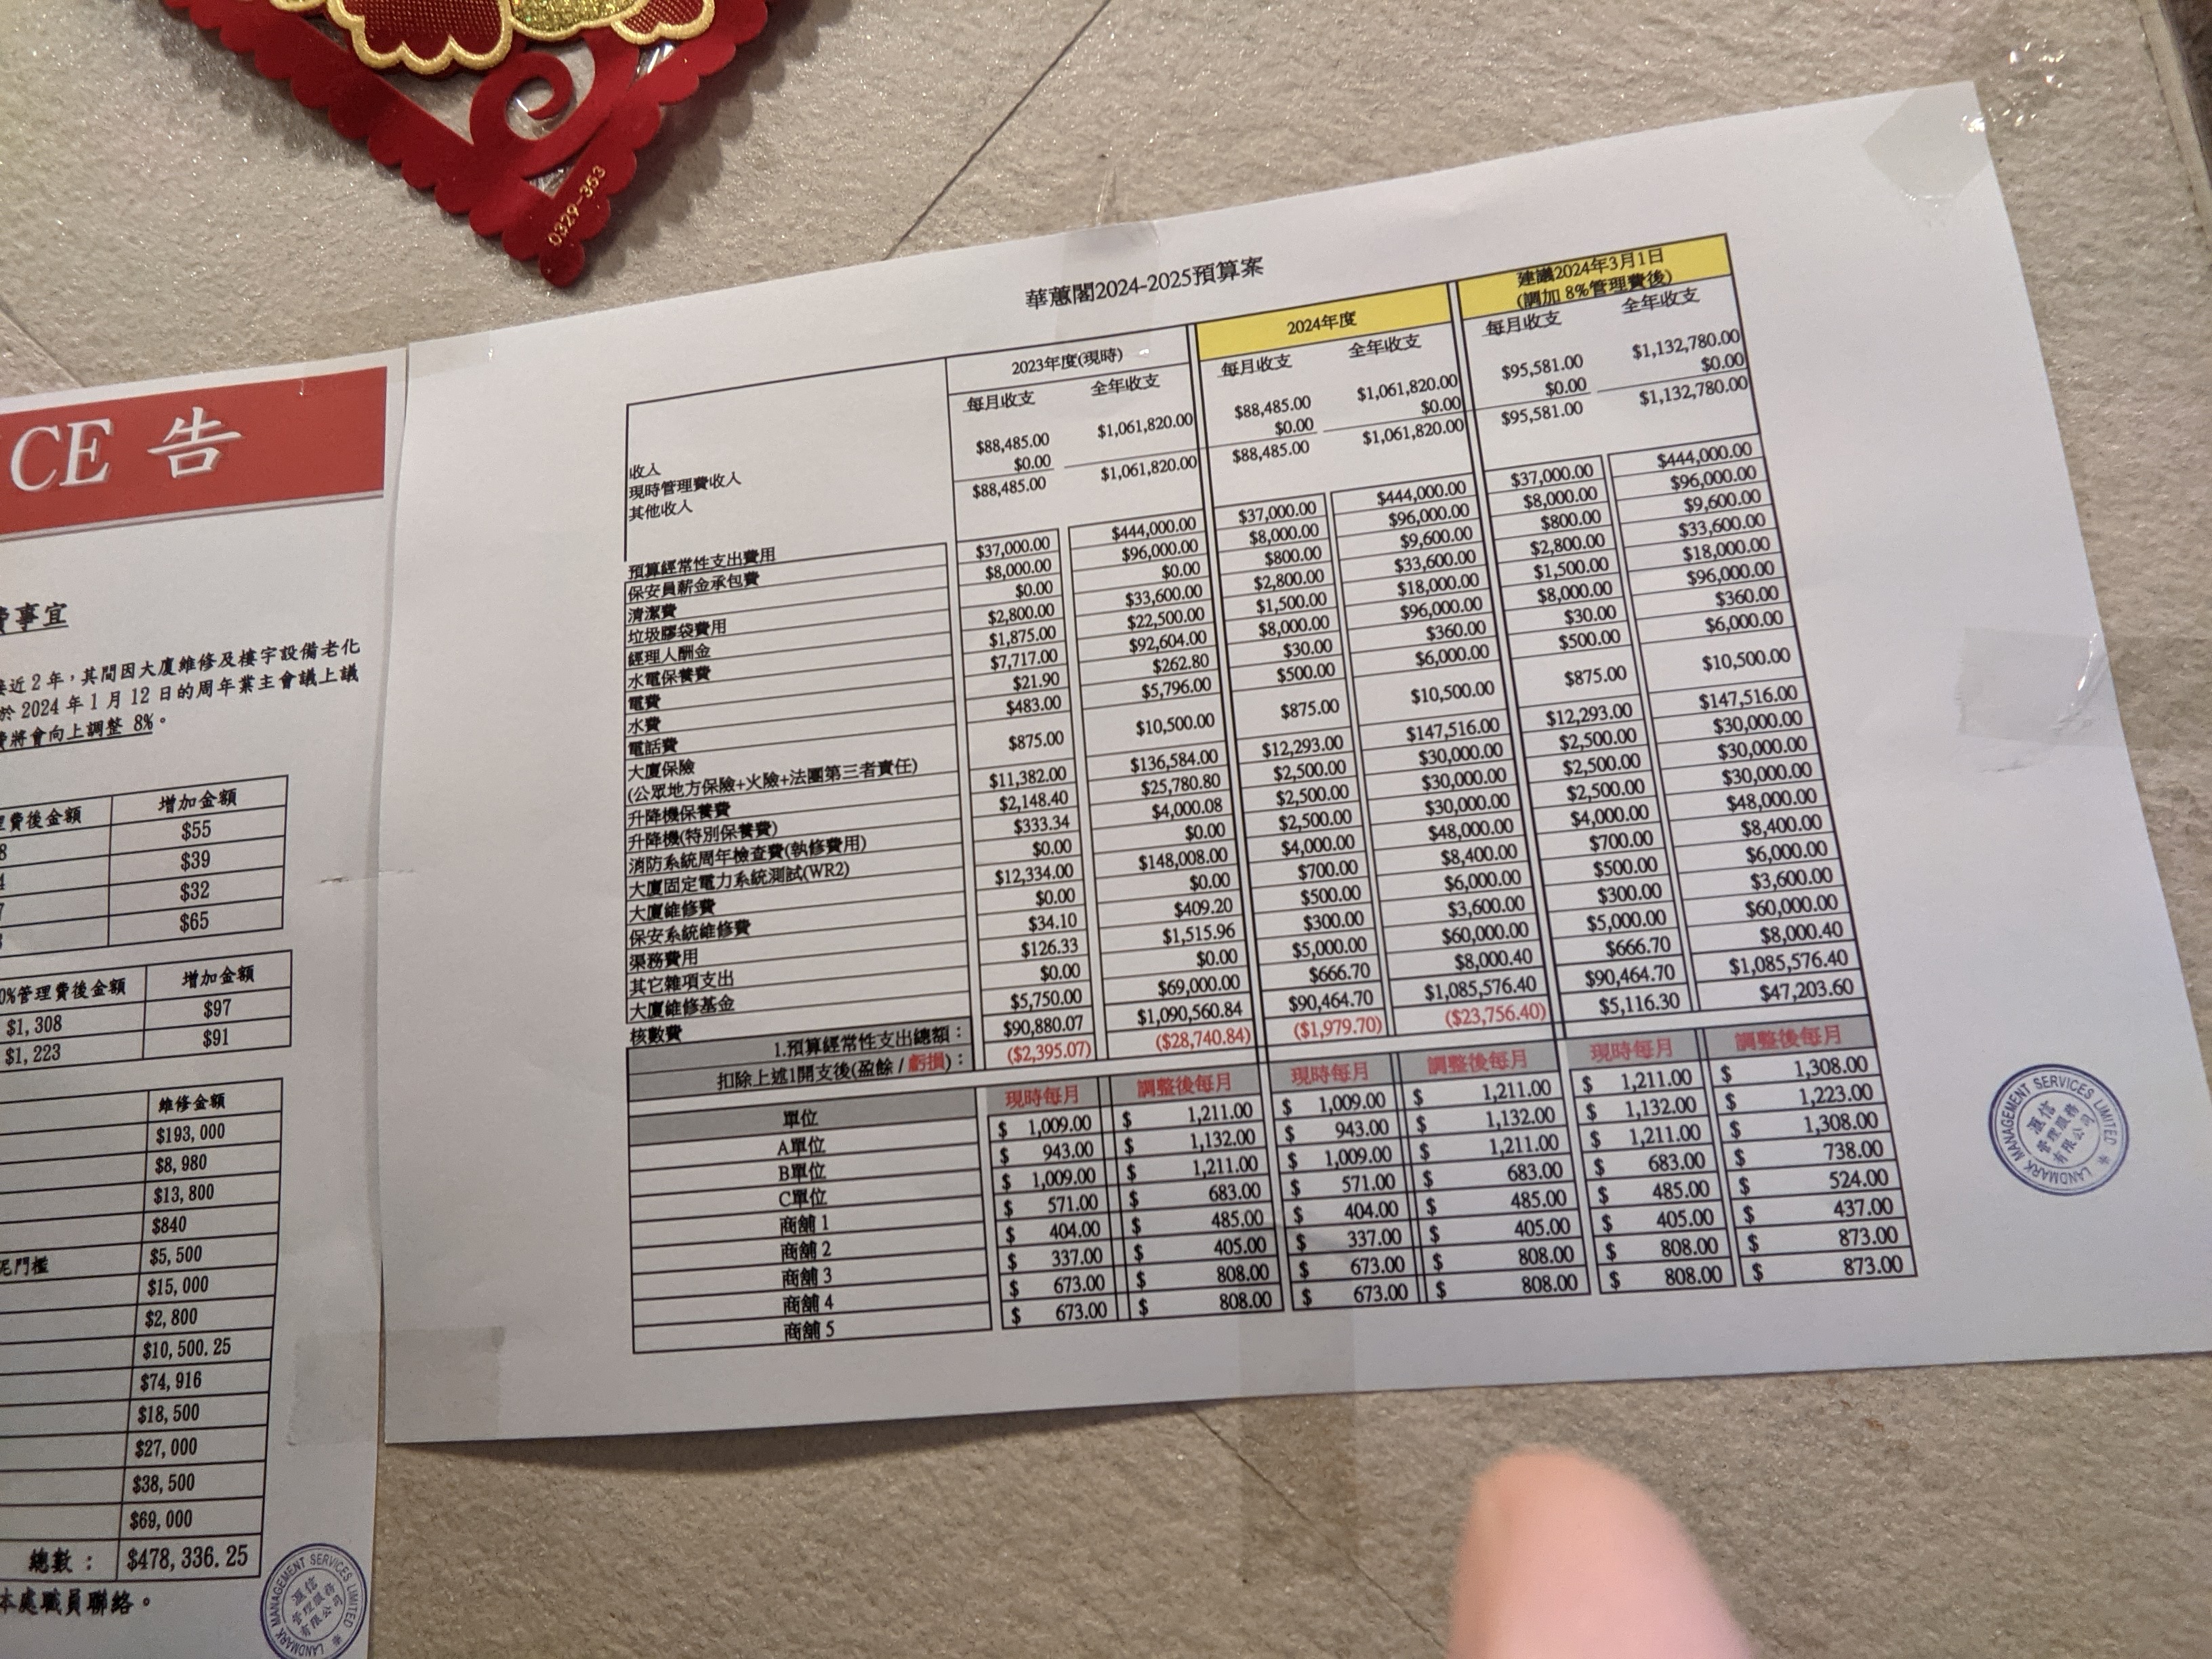 CE 告
費事宜
接近 2 年，其間因大廈維修及樓宇設備老化
於 2024 年 1 月 12 日的周年業主會議上議
費將會向上調整 8%。
理費後金額 增加金額
8 $55
4 $39
7 $32
$65
0%管理費後金額 增加金額
$1,308 $97
$1,223 $91
維修金額
$193,000
$8,980
$13,800
$840
泥門檻 $5,500
$15,000
$2,800
$10,500.25
$74,916
$18,500
$27,000
$38,500
$69,000
總數： $478,336.25
本處職員聯絡。
LANDMARK MANAGEMENT SERVICES LIMITED
管理服務
有限公司
0329-353
華蕙閣2024-2025預算案
2023年度(現時) 2024年度 建議2024年3月1日
(調加 8%管理費後)
每月收支 全年收支 每月收支 全年收支 每月收支 全年收支
收入
現時管理費收入 $88,485.00 $1,061,820.00 $88,485.00 $1,061,820.00 $95,581.00 $1,132,780.00
其他收入 $0.00 $0.00 $0.00 $95,581.00 $0.00
$88,485.00 $1,061,820.00 $88,485.00 $1,061,820.00 $1,132,780.00
預算經常性支出費用
保安員薪金承包費 $37,000.00 $444,000.00 $37,000.00 $444,000.00 $37,000.00 $444,000.00
清潔費 $8,000.00 $96,000.00 $8,000.00 $96,000.00 $8,000.00 $96,000.00
垃圾膠袋費用 $0.00 $0.00 $800.00 $9,600.00 $800.00 $9,600.00
經理人酬金 $2,800.00 $33,600.00 $2,800.00 $33,600.00 $2,800.00 $33,600.00
水電保養費 $1,875.00 $22,500.00 $1,500.00 $18,000.00 $1,500.00 $18,000.00
電費 $7,717.00 $92,604.00 $8,000.00 $96,000.00 $8,000.00 $96,000.00
水費 $21.90 $262.80 $30.00 $360.00 $30.00 $360.00
電話費 $483.00 $5,796.00 $500.00 $6,000.00 $500.00 $6,000.00
大廈保險
(公眾地方保險+火險+法團第三者責任) $875.00 $10,500.00 $875.00 $10,500.00 $875.00 $10,500.00
升降機保養費 $11,382.00 $136,584.00 $12,293.00 $147,516.00 $12,293.00 $147,516.00
升降機(特別保養費) $2,148.40 $25,780.80 $2,500.00 $30,000.00 $2,500.00 $30,000.00
消防系統周年檢查費(執修費用) $333.34 $4,000.08 $2,500.00 $30,000.00 $2,500.00 $30,000.00
大廈固定電力系統測試(WR2) $0.00 $0.00 $2,500.00 $30,000.00 $2,500.00 $30,000.00
大廈維修費 $12,334.00 $148,008.00 $4,000.00 $48,000.00 $4,000.00 $48,000.00
保安系統維修費 $0.00 $0.00 $700.00 $8,400.00 $700.00 $8,400.00
渠務費用 $34.10 $409.20 $500.00 $6,000.00 $500.00 $6,000.00
其它雜項支出 $126.33 $1,515.96 $300.00 $3,600.00 $300.00 $3,600.00
大廈維修基金 $0.00 $0.00 $5,000.00 $60,000.00 $5,000.00 $60,000.00
核數費 $5,750.00 $69,000.00 $666.70 $8,000.40 $666.70 $8,000.40
1.預算經常性支出總額： $90,880.07 $1,090,560.84 $90,464.70 $1,085,576.40 $90,464.70 $1,085,576.40
扣除上述1開支後(盈餘 / 虧損)： ($2,395.07) ($28,740.84) ($1,979.70) ($23,756.40) $5,116.30 $47,203.60
單位 現時每月 調整後每月 現時每月 調整後每月 現時每月 調整後每月
A單位 $ 1,009.00 $ 1,211.00 $ 1,009.00 $ 1,211.00 $ 1,211.00 $ 1,308.00
B單位 $ 943.00 $ 1,132.00 $ 943.00 $ 1,132.00 $ 1,132.00 $ 1,223.00
C單位 $ 1,009.00 $ 1,211.00 $ 1,009.00 $ 1,211.00 $ 1,211.00 $ 1,308.00
商舖 1 $ 571.00 $ 683.00 $ 571.00 $ 683.00 $ 683.00 $ 738.00
商舖 2 $ 404.00 $ 485.00 $ 404.00 $ 485.00 $ 485.00 $ 524.00
商舖 3 $ 337.00 $ 405.00 $ 337.00 $ 405.00 $ 405.00 $ 437.00
商舖 4 $ 673.00 $ 808.00 $ 673.00 $ 808.00 $ 808.00 $ 873.00
商舖 5 $ 673.00 $ 808.00 $ 673.00 $ 808.00 $ 808.00 $ 873.00
LANDMARK MANAGEMENT SERVICES LIMITED
管理服務
有限公司